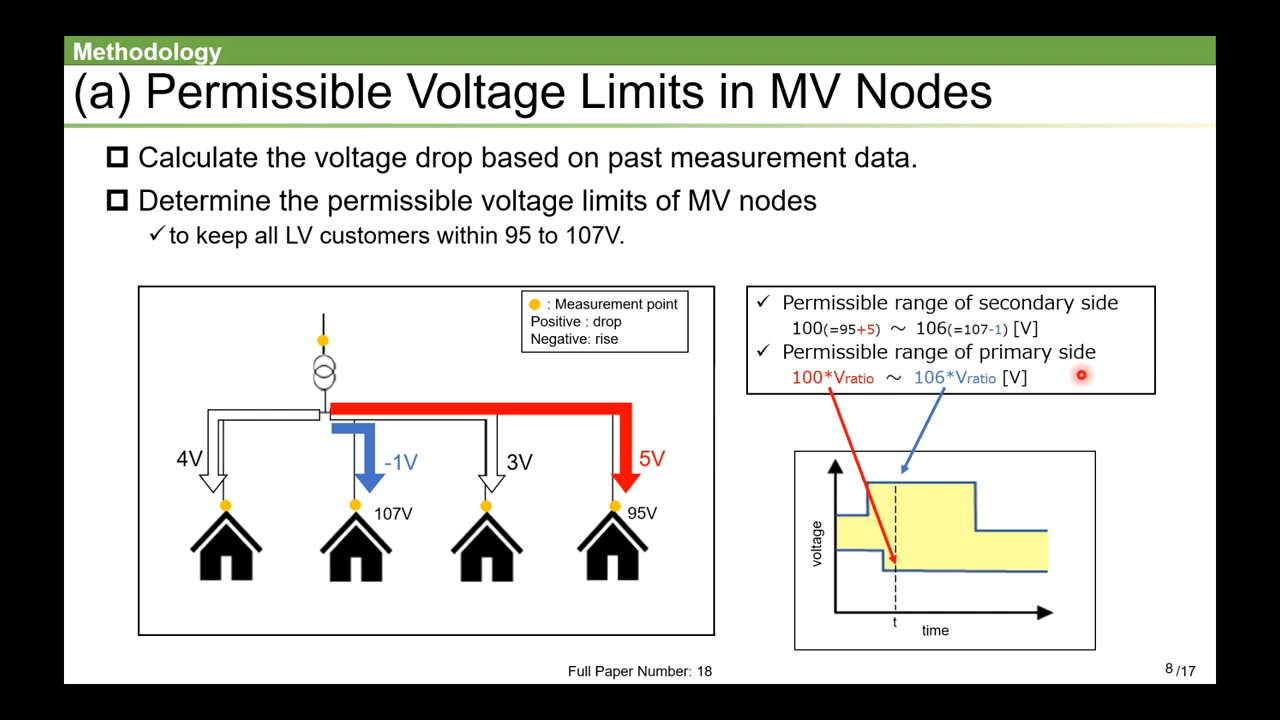 Methodology
(a) Permissible Voltage Limits in MV Nodes
Calculate the voltage drop based on past measurement data.
Determine the permissible voltage limits of MV nodes
✓to keep all LV customers within 95 to 107V.
: Measurement point
Positive : drop
Negative: rise
4V
-1V
3V
5V
107V
95V
✓ Permissible range of secondary side
100(=95+5) ～ 106(=107-1) [V]
✓ Permissible range of primary side
100*Vratio ～ 106*Vratio [V]
voltage
t
time
Full Paper Number: 18
8 /17